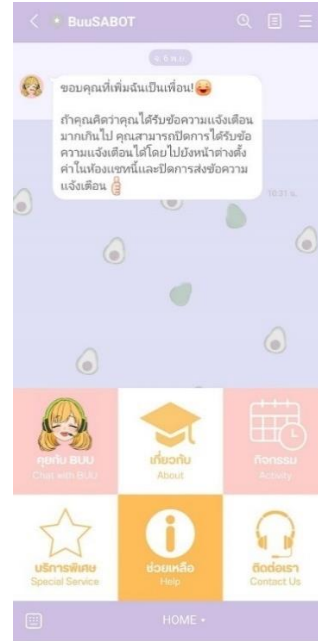 BuuSABOT
ส. 6 พ.ย.
ขอบคุณที่เพิ่มฉันเป็นเพื่อน!
ถ้าคุณคิดว่าคุณได้รับข้อความแจ้งเตือน
มากเกินไป คุณสามารถปิดการได้รับข้อ
ความแจ้งเตือนได้โดยไปยังหน้าต่างตั้ง
ค่าในห้องแชทนี้และปิดการส่งข้อความ
แจ้งเตือน
10:31 น.
คุยกับ BUU
Chat with BUU
เกี่ยวกับ
About
กิจกรรม
Activity
บริการพิเศษ
Special Service
ช่วยเหลือ
Help
ติดต่อเรา
Contact Us
HOME